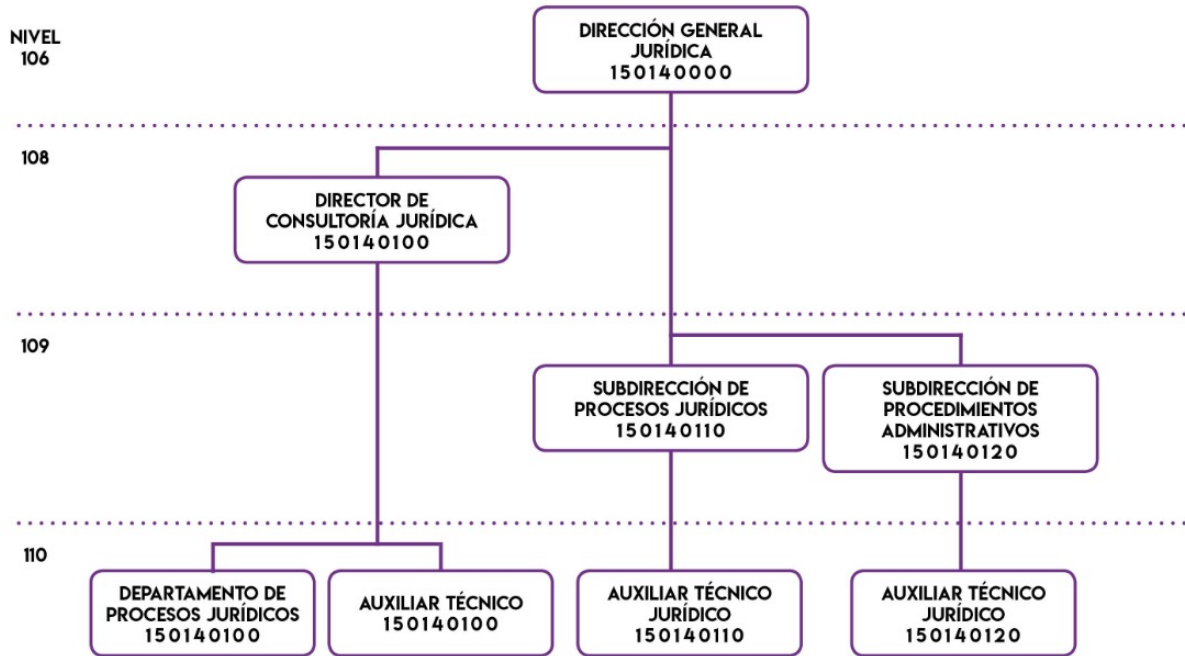 NIVEL
106
DIRECCIÓN GENERAL
JURÍDICA
150140000
108
DIRECTOR DE
CONSULTORÍA JURÍDICA
150140100
109
SUBDIRECCIÓN DE
PROCESOS JURÍDICOS
150140110
SUBDIRECCIÓN DE
PROCEDIMIENTOS
ADMINISTRATIVOS
150140120
110
DEPARTAMENTO DE
PROCESOS JURÍDICOS
150140100
AUXILIAR TÉCNICO
150140100
AUXILIAR TÉCNICO
JURÍDICO
150140110
AUXILIAR TÉCNICO
JURÍDICO
150140120